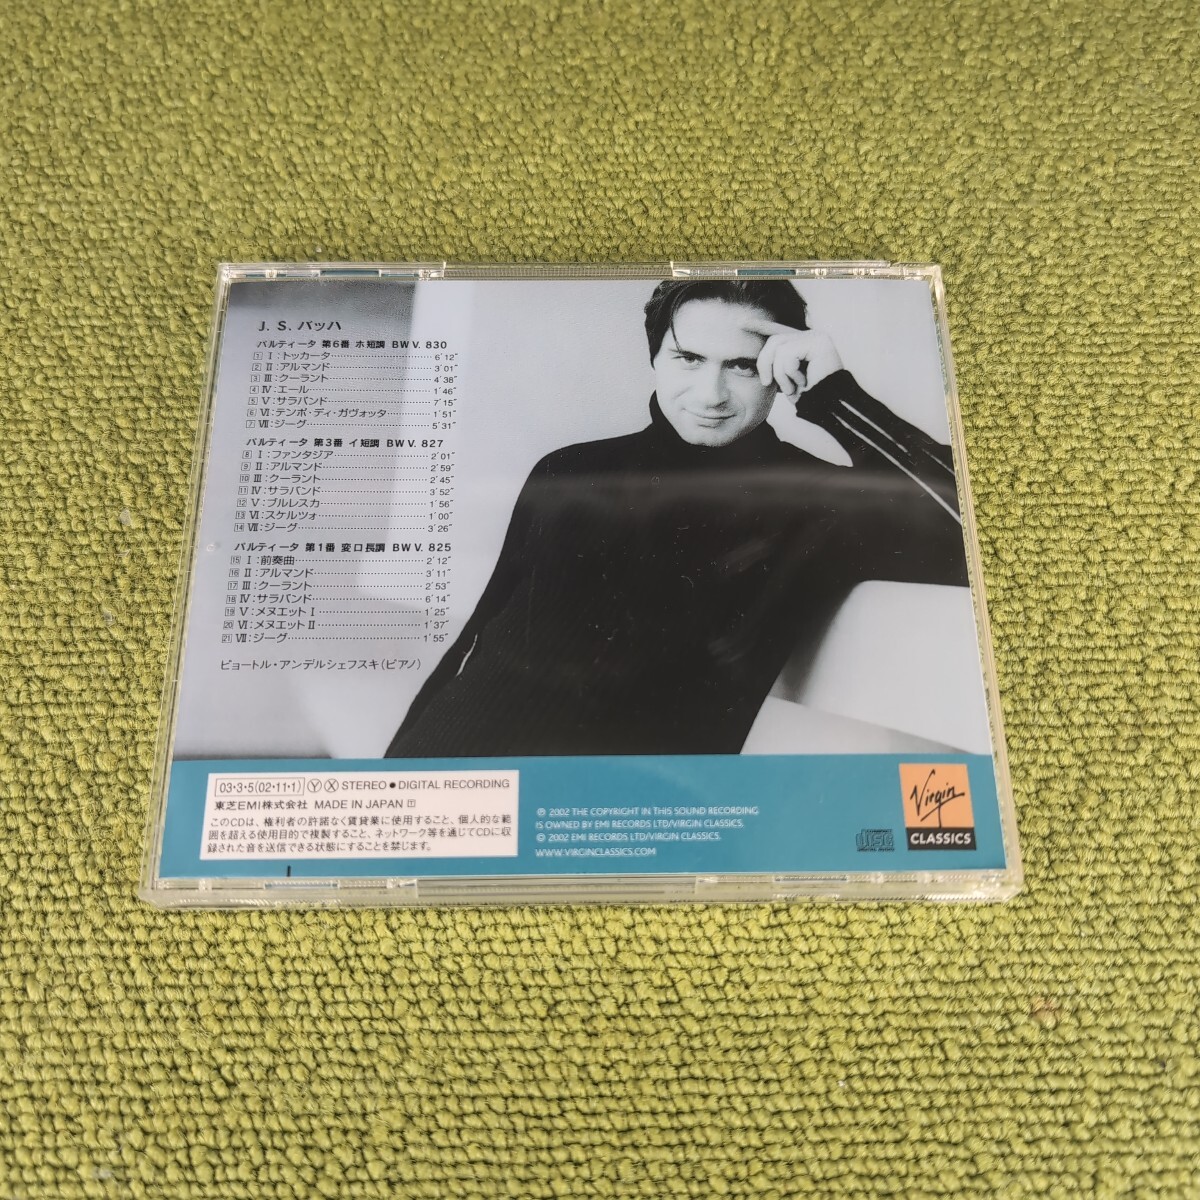 J. S. バッハ
パルティータ 第6番 ホ短調 BWV. 830
1 Ⅰ:トッカータ 6'12"
2 Ⅱ:アルマンド 3'01"
3 Ⅲ:クーラント 4'38"
4 Ⅳ:エール 1'46"
5 Ⅴ:サラバンド 7'15"
6 Ⅵ:テンポ・ディ・ガヴォッタ 1'51"
7 Ⅶ:ジーグ 5'31"
パルティータ 第3番 イ短調 BWV. 827
8 Ⅰ:ファンタジア 2'01"
9 Ⅱ:アルマンド 2'59"
10 Ⅲ:クーラント 2'45"
11 Ⅳ:サラバンド 3'52"
12 Ⅴ:ブルレスカ 1'56"
13 Ⅵ:スケルツォ 1'00"
14 Ⅶ:ジーグ 3'26"
パルティータ 第1番 変ロ長調 BWV. 825
15 Ⅰ:前奏曲 2'12"
16 Ⅱ:アルマンド 3'11"
17 Ⅲ:クーラント 2'53"
18 Ⅳ:サラバンド 6'14"
19 Ⅴ:メヌエットⅠ 1'25"
20 Ⅵ:メヌエットⅡ 1'37"
21 Ⅶ:ジーグ 1'55"
ピョートル・アンデルシェフスキ(ピアノ)
03・3・5(02・11・1) Ⓨ Ⓧ STEREO ● DIGITAL RECORDING
東芝EMI株式会社 MADE IN JAPAN T
このCDは、権利者の許諾なく賃貸業に使用すること、個人的な範
囲を超える使用目的で複製すること、ネットワーク等を通じてCDに収
録された音を送信できる状態にすることを禁じます。
℗ 2002 THE COPYRIGHT IN THIS SOUND RECORDING
IS OWNED BY EMI RECORDS LTD/VIRGIN CLASSICS.
© 2002 EMI RECORDS LTD/VIRGIN CLASSICS.
WWW.VIRGINCLASSICS.COM
disc
Virgin
CLASSICS